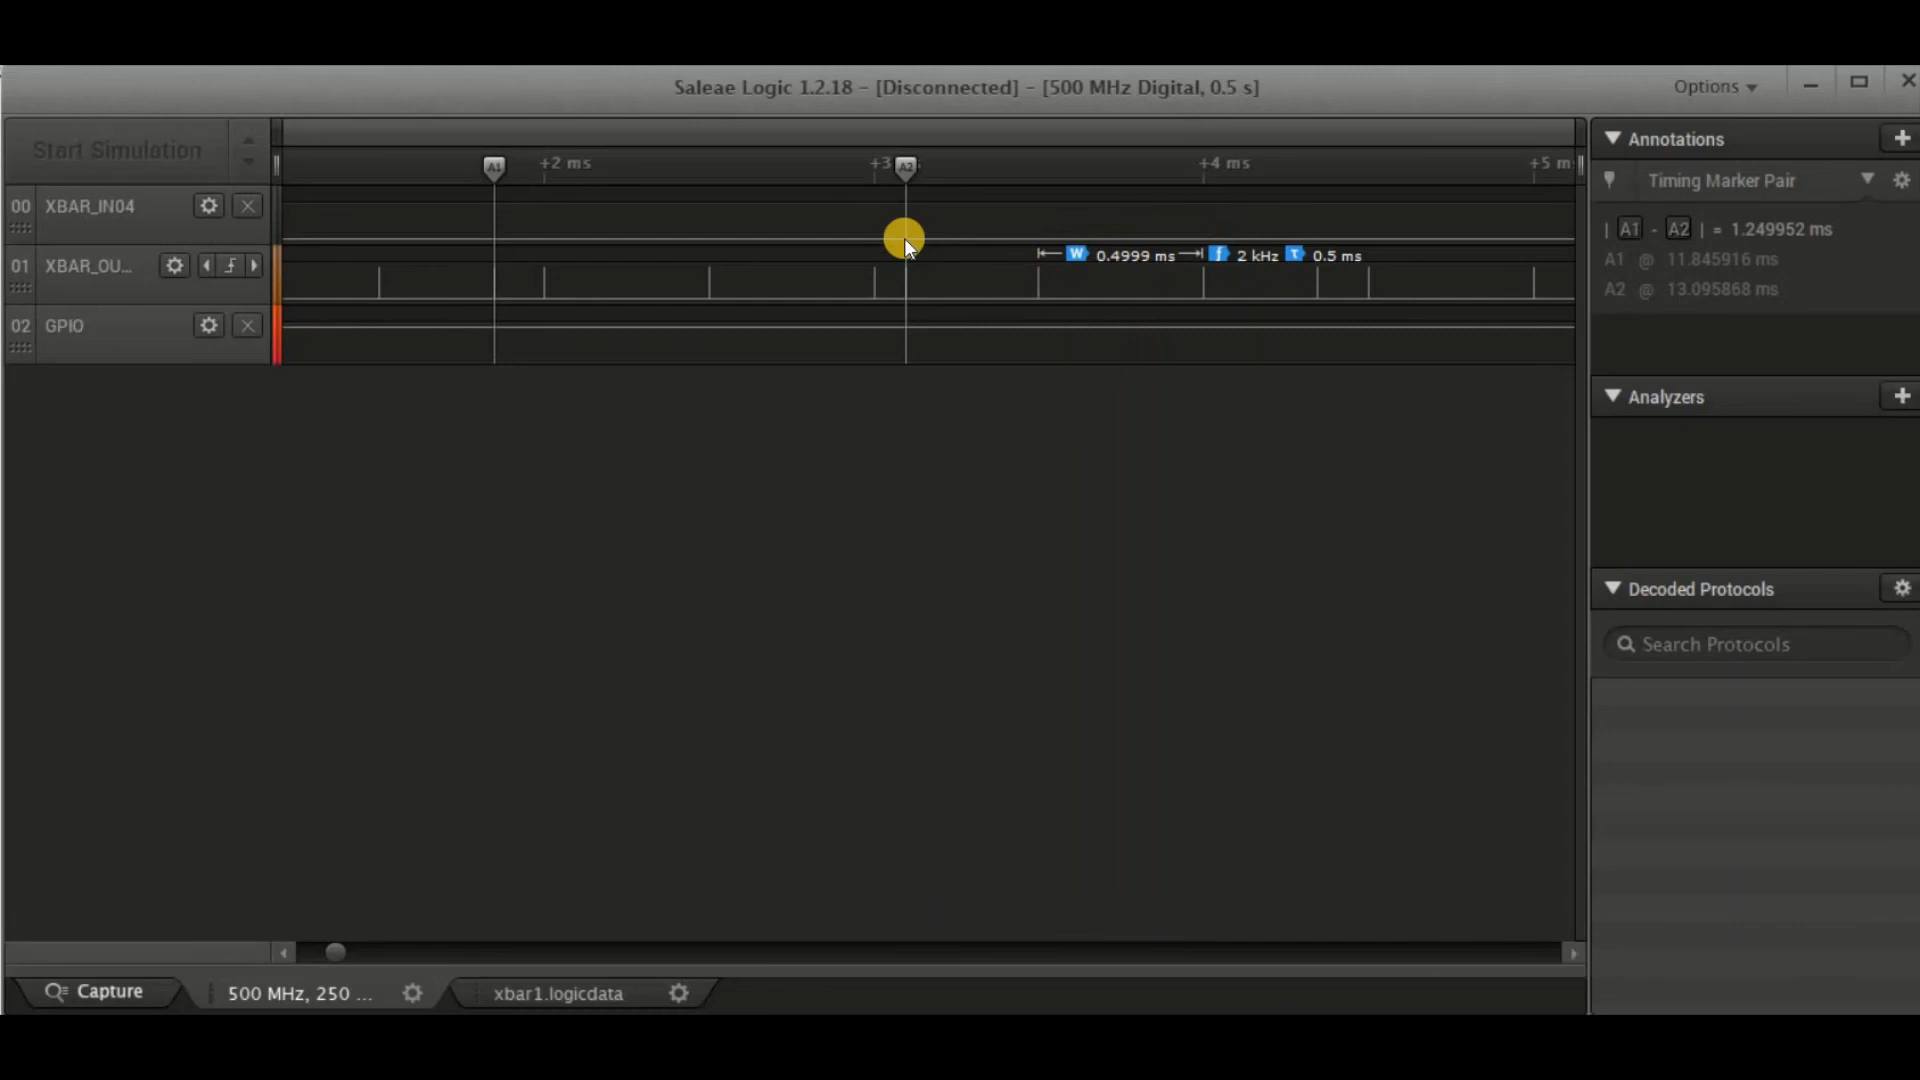 Saleae Logic 1.2.18 - [Disconnected] - [500 MHz Digital, 0.5 s]
Options
Start Simulation
A1
+2 ms
+3
A2
+4 ms
+5 m
Annotations
00 XBAR_IN04
Timing Marker Pair
| A1 - A2 | = 1.249952 ms
01 XBAR_OU...
W 0.4999 ms f 2 kHz T 0.5 ms
A1 @ 11.845916 ms
A2 @ 13.095868 ms
02 GPIO
Analyzers
Decoded Protocols
Search Protocols
Capture
500 MHz, 250 ...
xbar1.logicdata